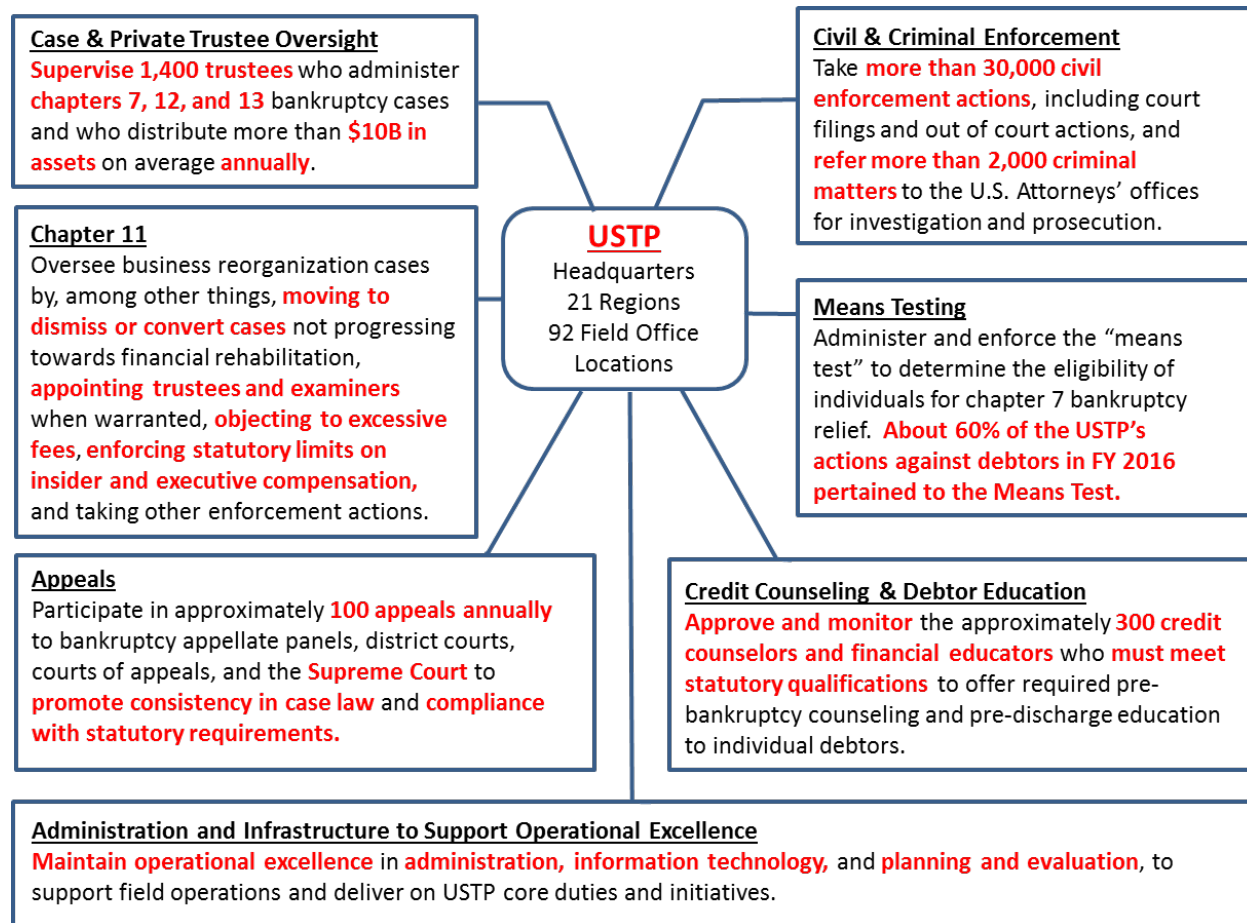 Case & Private Trustee Oversight
Supervise 1,400 trustees who administer
chapters 7, 12, and 13 bankruptcy cases
and who distribute more than $10B in
assets on average annually.
Civil & Criminal Enforcement
Take more than 30,000 civil
enforcement actions, including court
filings and out of court actions, and
refer more than 2,000 criminal
matters to the U.S. Attorneys’ offices
for investigation and prosecution.
USTP
Headquarters
21 Regions
92 Field Office
Locations
Chapter 11
Oversee business reorganization cases
by, among other things, moving to
dismiss or convert cases not progressing
towards financial rehabilitation,
appointing trustees and examiners
when warranted, objecting to excessive
fees, enforcing statutory limits on
insider and executive compensation,
and taking other enforcement actions.
Means Testing
Administer and enforce the “means
test” to determine the eligibility of
individuals for chapter 7 bankruptcy
relief. About 60% of the USTP’s
actions against debtors in FY 2016
pertained to the Means Test.
Appeals
Participate in approximately 100 appeals annually
to bankruptcy appellate panels, district courts,
courts of appeals, and the Supreme Court to
promote consistency in case law and compliance
with statutory requirements.
Credit Counseling & Debtor Education
Approve and monitor the approximately 300 credit
counselors and financial educators who must meet
statutory qualifications to offer required pre-
bankruptcy counseling and pre-discharge education
to individual debtors.
Administration and Infrastructure to Support Operational Excellence
Maintain operational excellence in administration, information technology, and planning and evaluation, to
support field operations and deliver on USTP core duties and initiatives.